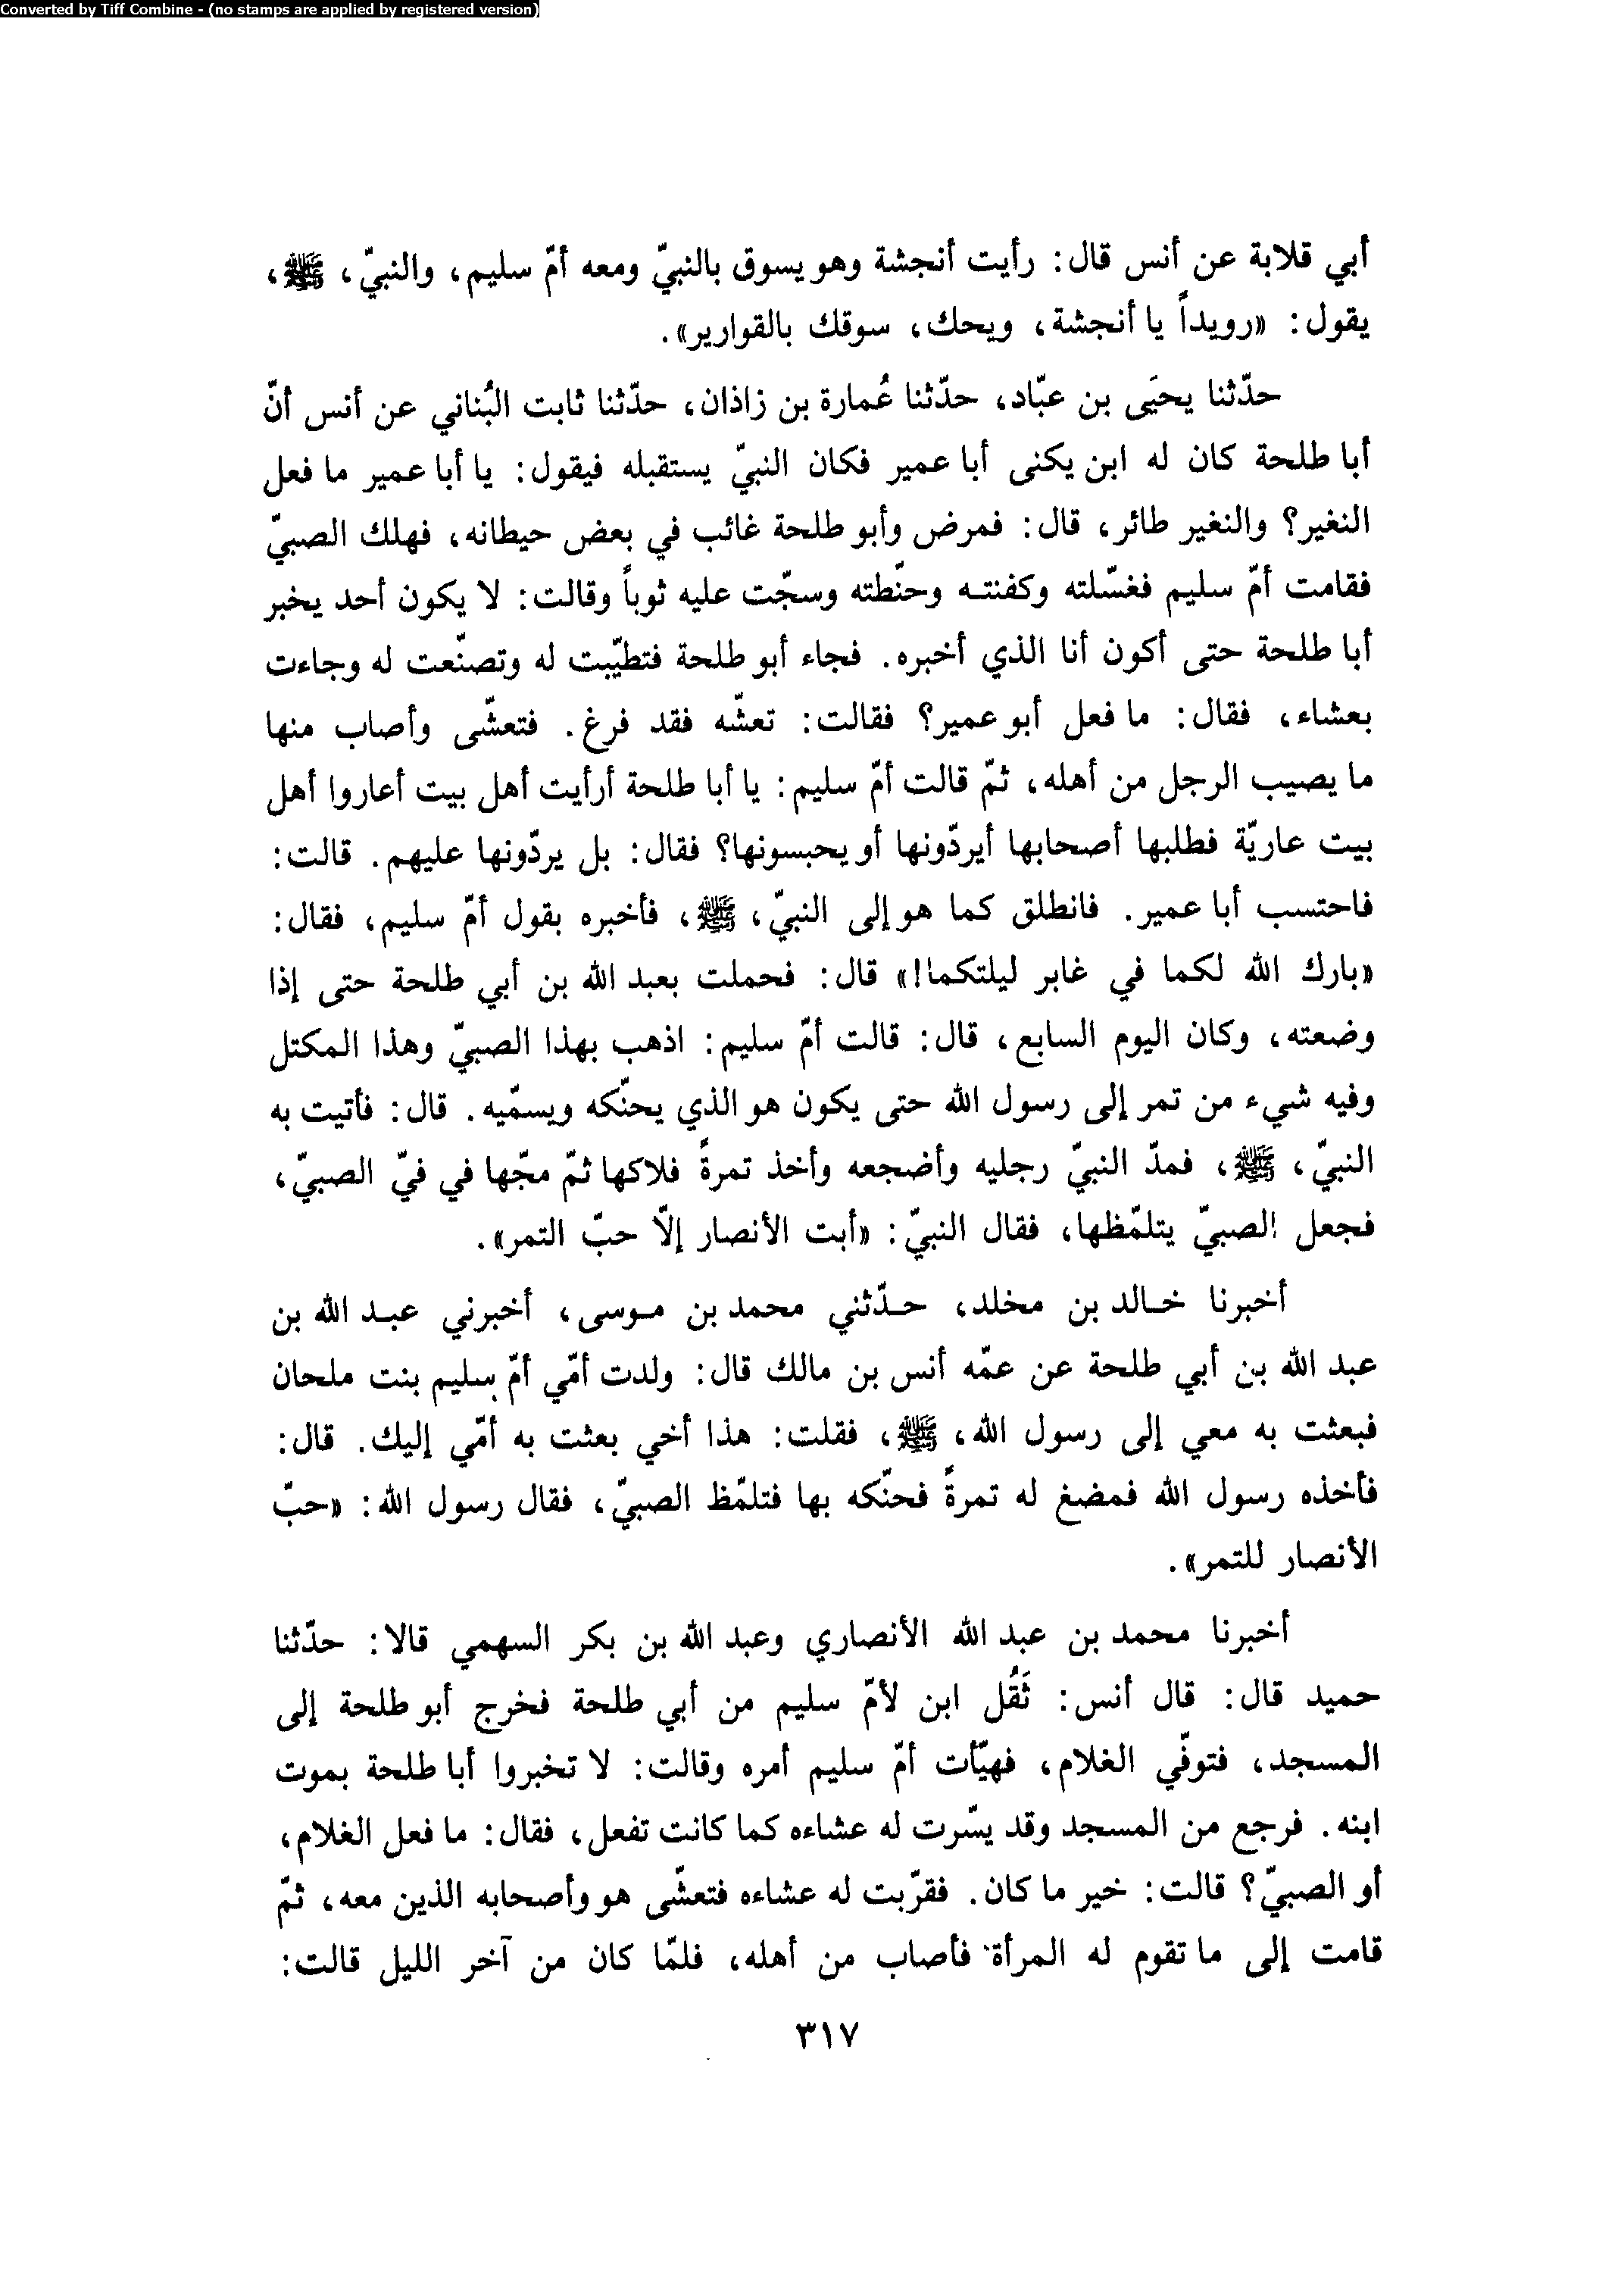 Converted by Tiff Combine - (no stamps are applied by registered version)
أبي قلابة عن أنس قال: رأيت أنجشة وهو يسوق بالنبيّ ومعه أمّ سليم، والنبيّ، ﷺ،
يقول: «رويداً يا أنجشة، ويحك، سوقك بالقوارير».
حدّثنا يحيَى بن عبّاد، حدّثنا عُمارة بن زاذان، حدّثنا ثابت البُناني عن أنس أنّ
أبا طلحة كان له ابن يكنى أبا عمير فكان النبيّ يستقبله فيقول: يا أبا عمير ما فعل
النغير؟ والنغير طائر، قال: فمرض وأبو طلحة غائب في بعض حيطانه، فهلك الصبيّ
فقامت أمّ سليم فغسّلته وكفنتـه وحنّطته وسجّت عليه ثوباً وقالت: لا يكون أحد يخبر
أبا طلحة حتى أكون أنا الذي أخبره. فجاء أبو طلحة فتطيّبت له وتصنّعت له وجاءت
بعشاء، فقال: ما فعل أبو عمير؟ فقالت: تعشّه فقد فرغ. فتعشّى وأصاب منها
ما يصيب الرجل من أهله، ثمّ قالت أمّ سليم: يا أبا طلحة أرأيت أهل بيت أعاروا أهل
بيت عاريّة فطلبها أصحابها أيردّونها أو يحبسونها؟ فقال: بل يردّونها عليهم. قالت:
فاحتسب أبا عمير. فانطلق كما هو إلى النبيّ، ﷺ، فأخبره بقول أمّ سليم، فقال:
«بارك الله لكما في غابر ليلتكما!» قال: فحملت بعبد الله بن أبي طلحة حتى إذا
وضعته، وكان اليوم السابع، قال: قالت أمّ سليم: اذهب بهذا الصبيّ وهذا المكتل
وفيه شيء من تمر إلى رسول الله حتى يكون هو الذي يحنّكه ويسمّيه. قال: فأتيت به
النبيّ، ﷺ، فمدّ النبيّ رجليه وأضجعه وأخذ تمرةً فلاكها ثمّ مجّها في فيّ الصبيّ،
فجعل الصبيّ يتلمّظها، فقال النبيّ: «أبت الأنصار إلاّ حبّ التمر».
أخبرنا خـالد بن مخلد، حـدّثني محمد بن مـوسى، أخبرني عبـد الله بن
عبد الله بن أبي طلحة عن عمّه أنس بن مالك قال: ولدت أمّي أمّ سليم بنت ملحان
فبعثت به معي إلى رسول الله، ﷺ، فقلت: هذا أخي بعثت به أمّي إليك. قال:
فأخذه رسول الله فمضغ له تمرةً فحنّكه بها فتلمّظ الصبيّ، فقال رسول الله: «حبّ
الأنصار للتمر».
أخبرنا محمد بن عبد الله الأنصاري وعبد الله بن بكر السهمي قالا: حدّثنا
حميد قال: قال أنس: ثَقُل ابن لأمّ سليم من أبي طلحة فخرج أبو طلحة إلى
المسجد، فتوفّي الغلام، فهيّأت أمّ سليم أمره وقالت: لا تخبروا أبا طلحة بموت
ابنه. فرجع من المسجد وقد يسّرت له عشاءه كما كانت تفعل، فقال: ما فعل الغلام،
أو الصبيّ؟ قالت: خير ما كان. فقرّبت له عشاءه فتعشّى هو وأصحابه الذين معه، ثمّ
قامت إلى ما تقوم له المرأة فأصاب من أهله، فلمّا كان من آخر الليل قالت:
٣١٧